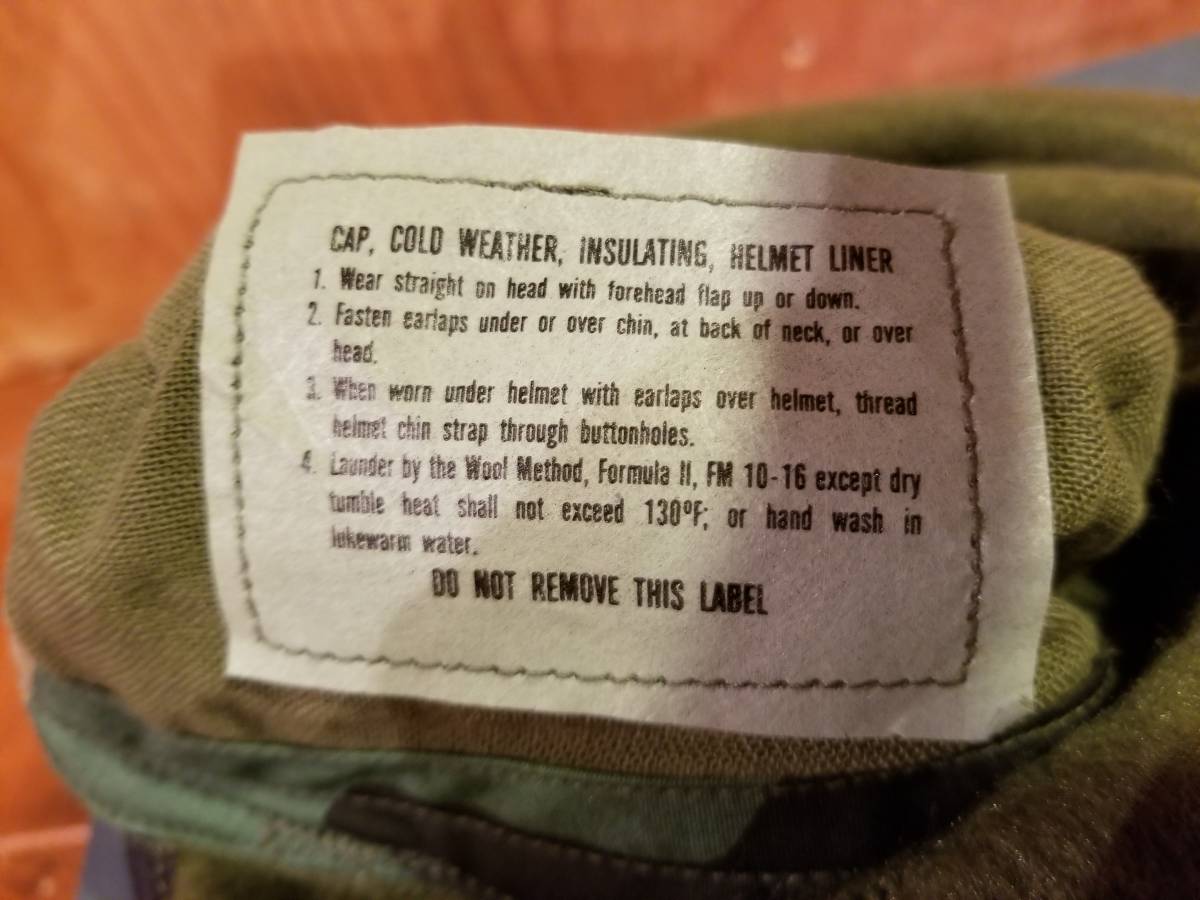 CAP, COLD WEATHER, INSULATING, HELMET LINER
1. Wear straight on head with forehead flap up or down.
2. Fasten earlaps under or over chin, at back of neck, or over
head.
3. When worn under helmet with earlaps over helmet, thread
helmet chin strap through buttonholes.
4. Launder by the Wool Method, Formula II, FM 10-16 except dry
tumble heat shall not exceed 130ºF; or hand wash in
lukewarm water.
DO NOT REMOVE THIS LABEL